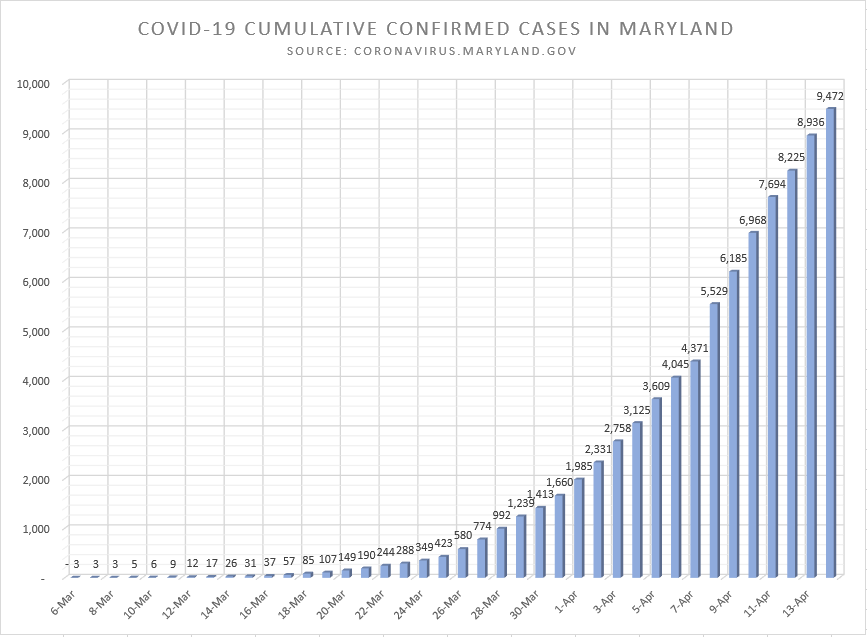 COVID-19 CUMULATIVE CONFIRMED CASES IN MARYLAND
SOURCE: CORONAVIRUS.MARYLAND.GOV
10,000
9,000
8,000
7,000
6,000
5,000
4,000
3,000
2,000
1,000
-
- 3 3 3 5 6 9 12 17 26 31 37 57 85 107 149 190 244 288 349 423 580 774 992 1,239 1,413 1,660 1,985 2,331 2,758 3,125 3,609 4,045 4,371 5,529 6,185 6,968 7,694 8,225 8,936 9,472
6-Mar 8-Mar 10-Mar 12-Mar 14-Mar 16-Mar 18-Mar 20-Mar 22-Mar 24-Mar 26-Mar 28-Mar 30-Mar 1-Apr 3-Apr 5-Apr 7-Apr 9-Apr 11-Apr 13-Apr